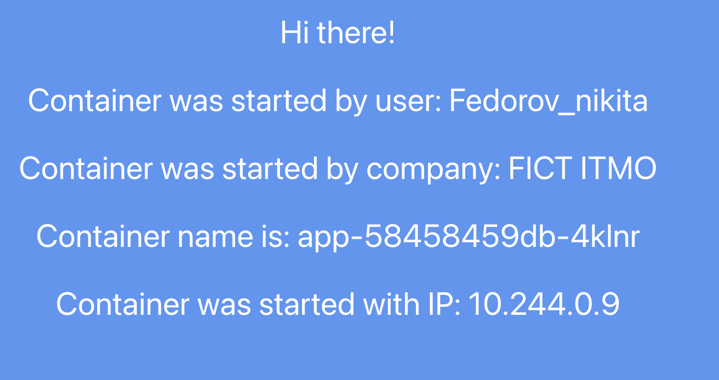 Hi there!
Container was started by user: Fedorov_nikita
Container was started by company: FICT ITMO
Container name is: app-58458459db-4klnr
Container was started with IP: 10.244.0.9